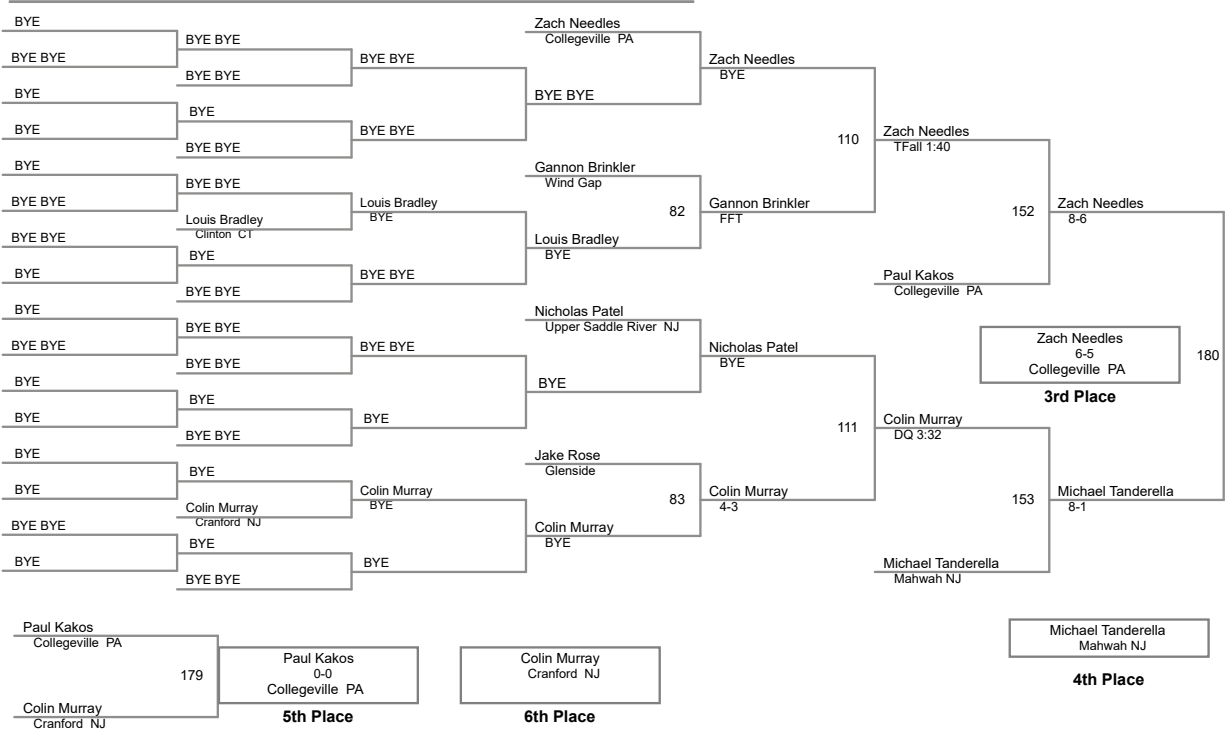 BYE
BYE BYE
BYE
BYE
BYE
BYE BYE
BYE BYE
BYE
BYE
BYE BYE
BYE
BYE
BYE
BYE
BYE BYE
BYE
BYE BYE
BYE BYE
BYE
BYE BYE
BYE BYE
Louis Bradley
Clinton CT
BYE
BYE BYE
BYE BYE
BYE BYE
BYE
BYE BYE
BYE
Colin Murray
Cranford NJ
BYE
BYE BYE
BYE BYE
BYE BYE
Louis Bradley
BYE
BYE BYE
BYE BYE
BYE
Colin Murray
BYE
BYE
Zach Needles
Collegeville PA
BYE BYE
Gannon Brinkler
Wind Gap
82
Louis Bradley
BYE
Nicholas Patel
Upper Saddle River NJ
BYE
Jake Rose
Glenside
83
Colin Murray
BYE
Zach Needles
BYE
110
Gannon Brinkler
FFT
Nicholas Patel
BYE
111
Colin Murray
4-3
Zach Needles
TFall 1:40
152
Paul Kakos
Collegeville PA
Colin Murray
DQ 3:32
153
Michael Tanderella
Mahwah NJ
Zach Needles
8-6
180
Michael Tanderella
8-1
Zach Needles
6-5
Collegeville PA
3rd Place
Michael Tanderella
Mahwah NJ
4th Place
Paul Kakos
Collegeville PA
179
Colin Murray
Cranford NJ
Paul Kakos
0-0
Collegeville PA
5th Place
Colin Murray
Cranford NJ
6th Place